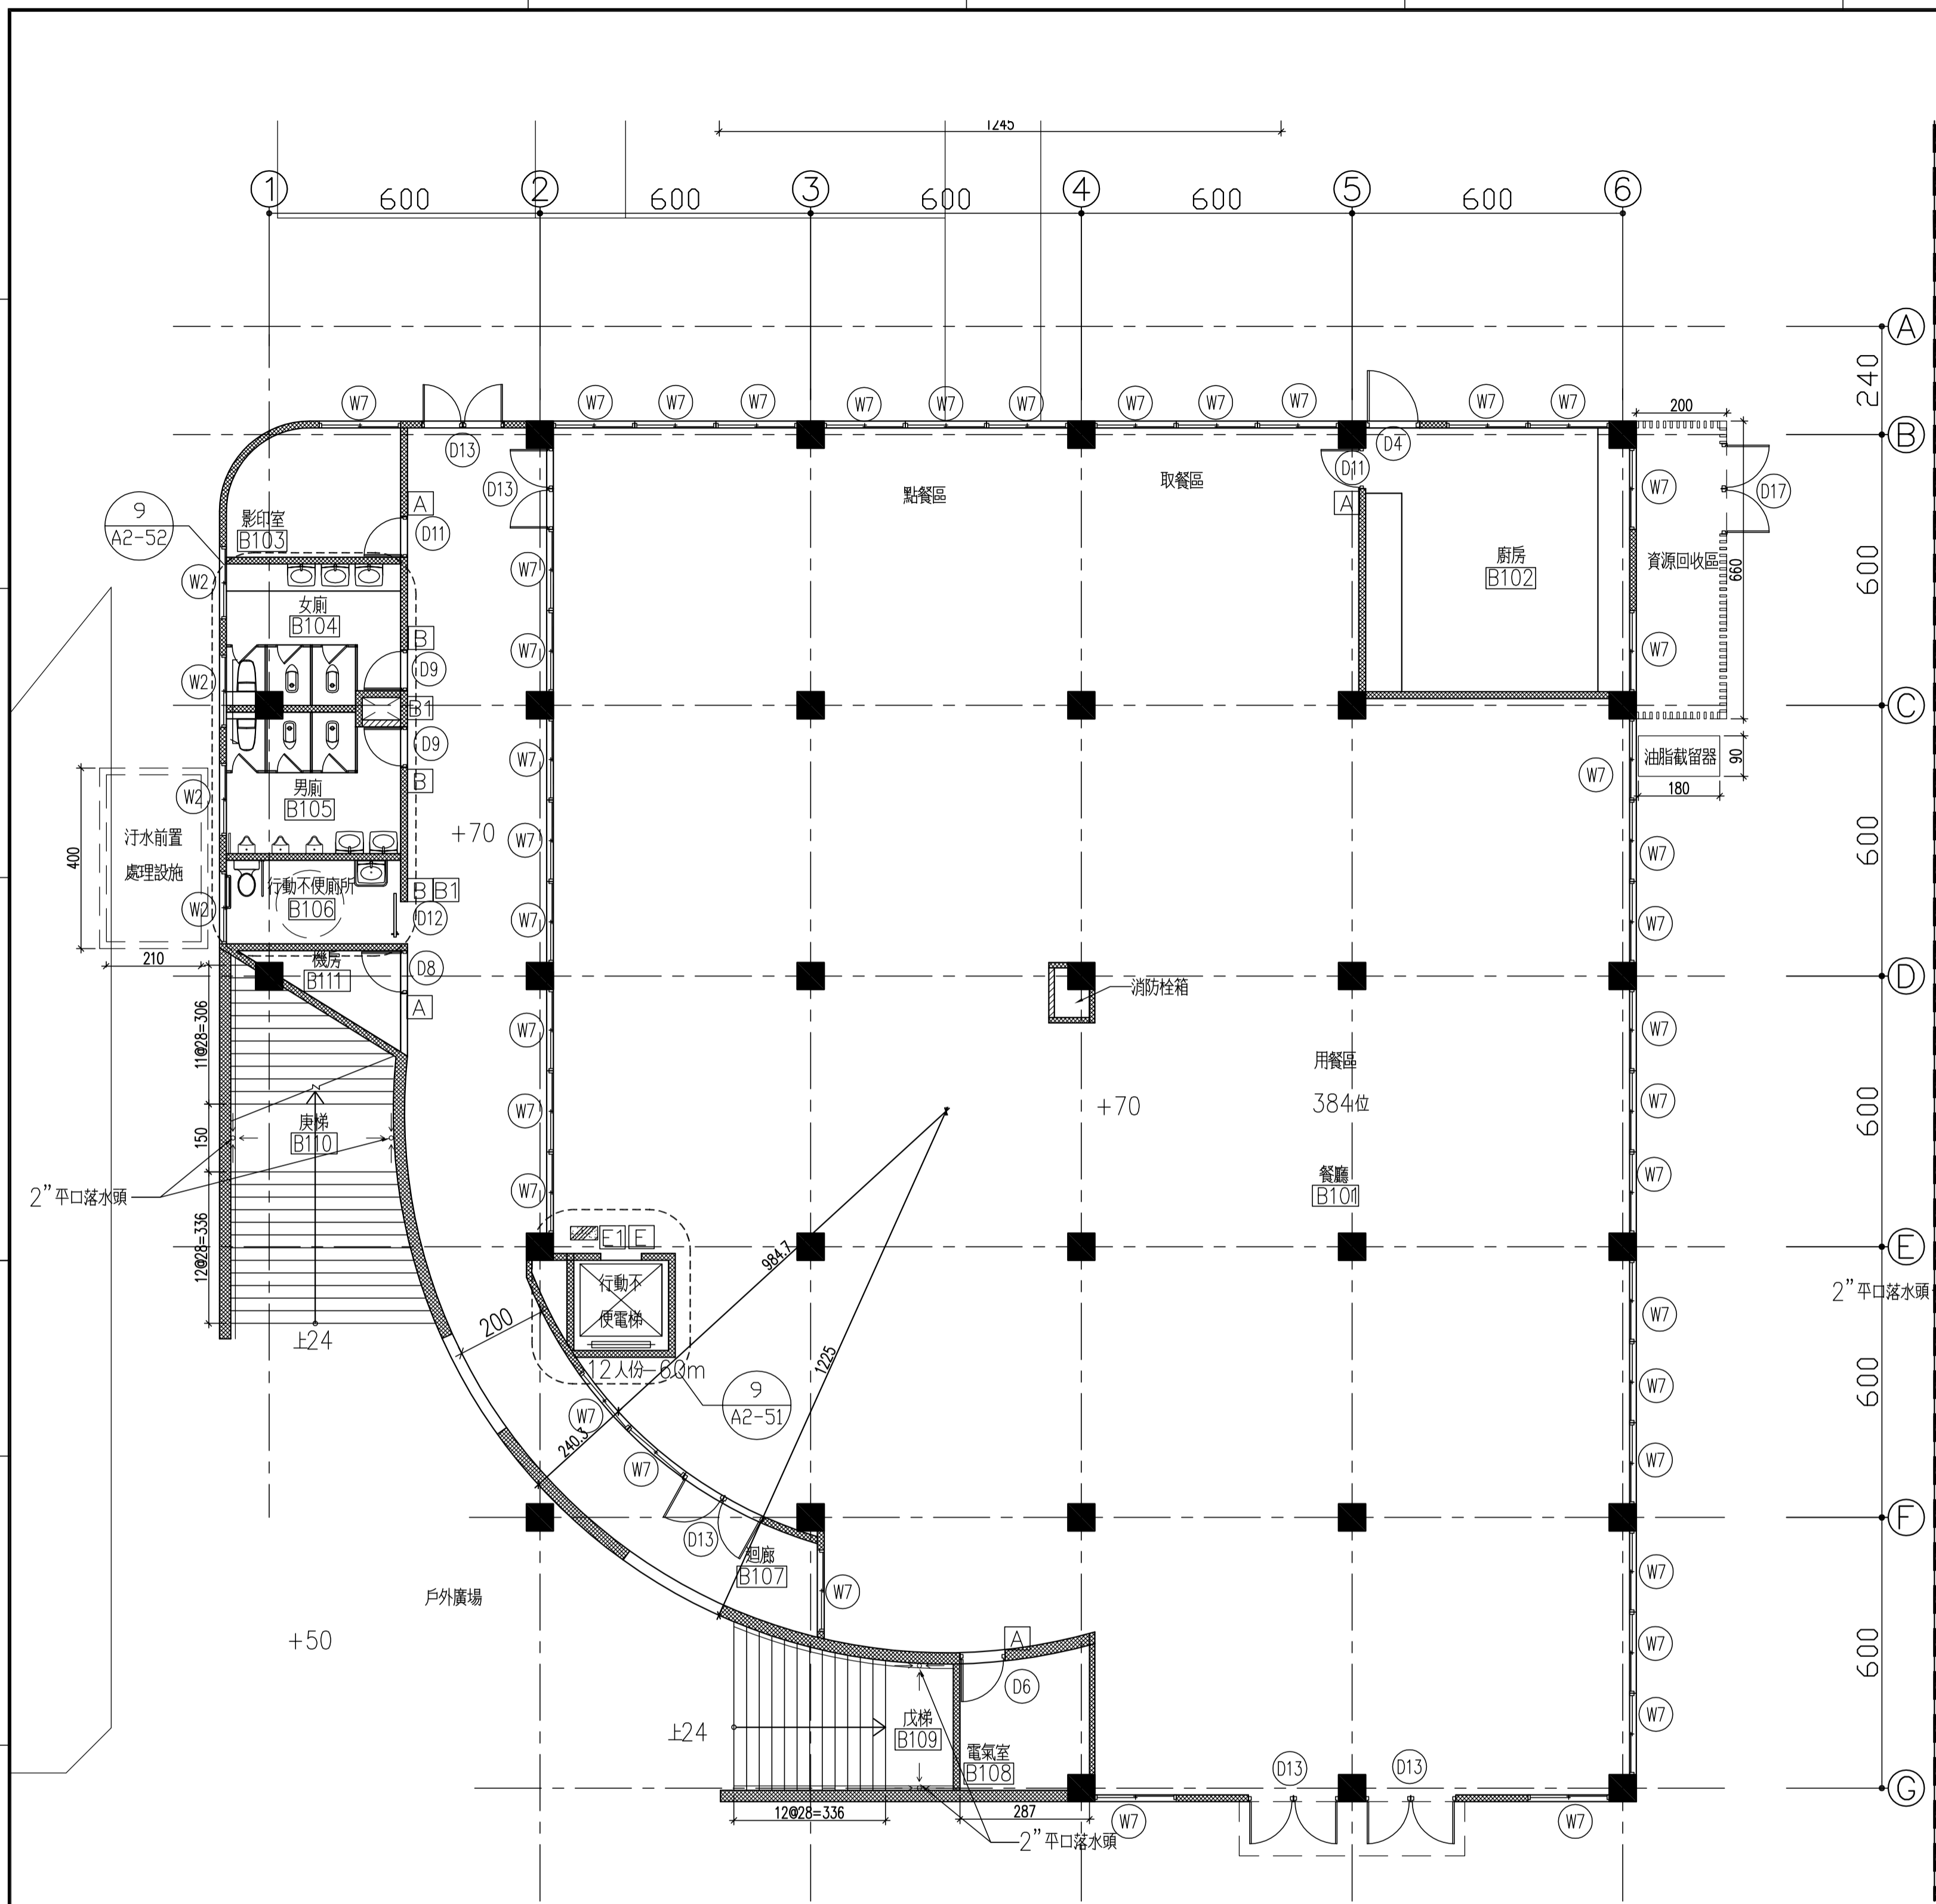 1245
1 2 3 4 5 6
600 600 600 600 600
A
240
W7 W7 W7 W7 W7 W7 W7 W7 W7 W7 W7 W7
200
B
D13 D4
D13 D11 W7 D17
點餐區 取餐區
A A
9
A2-52
影印室
B103
D11
廚房
B102
資源回收區
660
600
W2 W7
女廁
B104
B
D9 W7 W7
W2
B1
C
D9
油脂截留器
90
W7 W7
180
男廁
B105
B
W2
+70
汙水前置
處理設施
400
W7 W7
600
行動不便廁所
B106
B B1
W2 D12 W7 W7
210
機房
B111
D8
D
消防栓箱
A
11@28=306
W7 W7
用餐區
384位
+70
W7 W7
600
庚梯
B110
150
2”平口落水頭
餐廳
B101
W7 W7
12@28=336
E1 E
984.7
E
行動不
便電梯
2”平口落水頭
200
上24
W7
12人份-60m
1225
600
9
A2-51
W7 W7
240.3
W7 W7
F
D13
迴廊
B107
W7 W7
戶外廣場
+50
A
W7
600
D6
上24
戊梯
B109
W7
電氣室
B108
D13 D13
G
12@28=336 287
W7 W7
2”平口落水頭